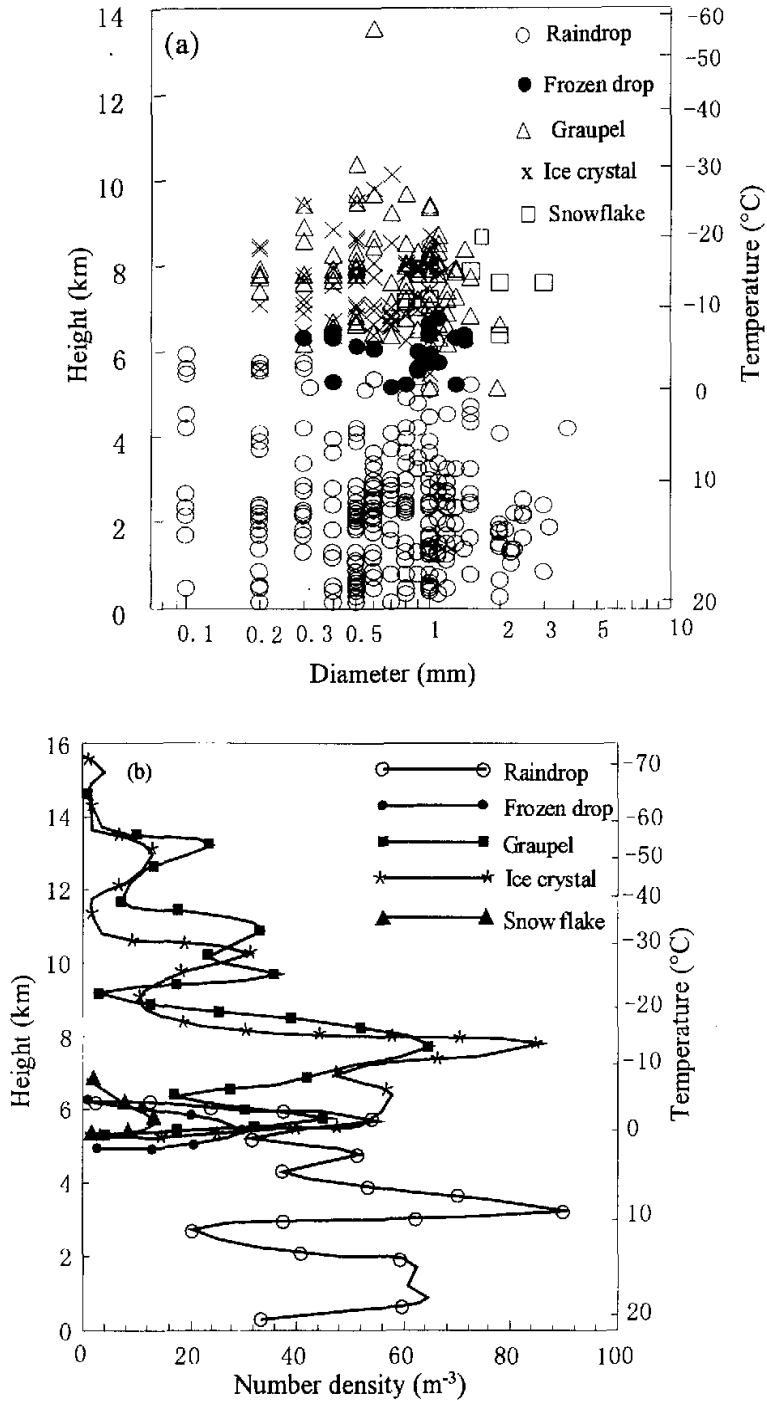 (a)
14
12
10
8
6
4
2
0
Height (km)
Raindrop
Frozen drop
Graupel
Ice crystal
Snowflake
-60
-50
-40
-30
-20
-10
0
10
20
Temperature (°C)
0.1 0.2 0.3 0.5 1 2 3 5 10
Diameter (mm)
(b)
16
14
12
10
8
6
4
2
0
Height (km)
Raindrop
Frozen drop
Graupel
Ice crystal
Snow flake
-70
-60
-50
-40
-30
-20
-10
0
10
20
Temperature (°C)
0 20 40 60 80 100
Number density (m⁻³)